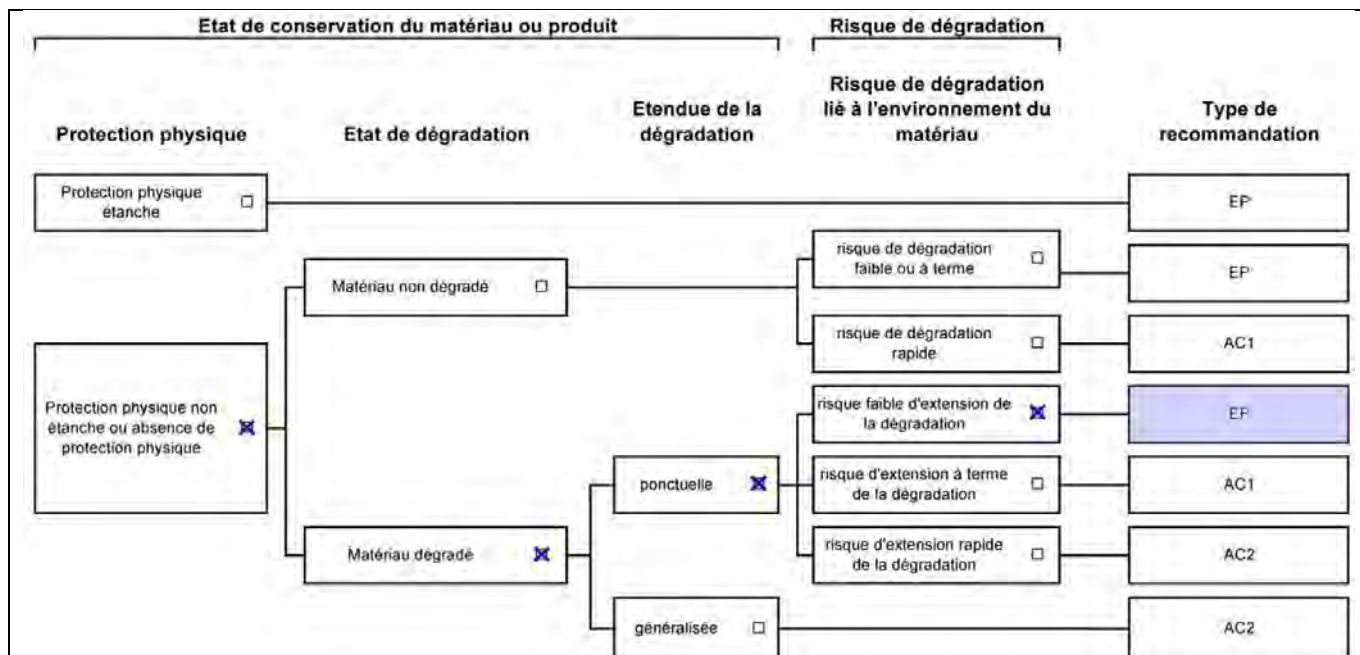 Etat de conservation du matériau ou produit
Risque de dégradation
Protection physique
Etat de dégradation
Etendue de la
dégradation
Risque de dégradation
lié à l'environnement du
matériau
Type de
recommandation
Protection physique
étanche
EP
Matériau non dégradé
risque de dégradation
faible ou à terme
EP
risque de dégradation
rapide
AC1
Protection physique non
étanche ou absence de
protection physique
risque faible d'extension de
la dégradation
EP
ponctuelle
risque d'extension à terme
de la dégradation
AC1
Matériau dégradé
risque d'extension rapide
de la dégradation
AC2
généralisée
AC2